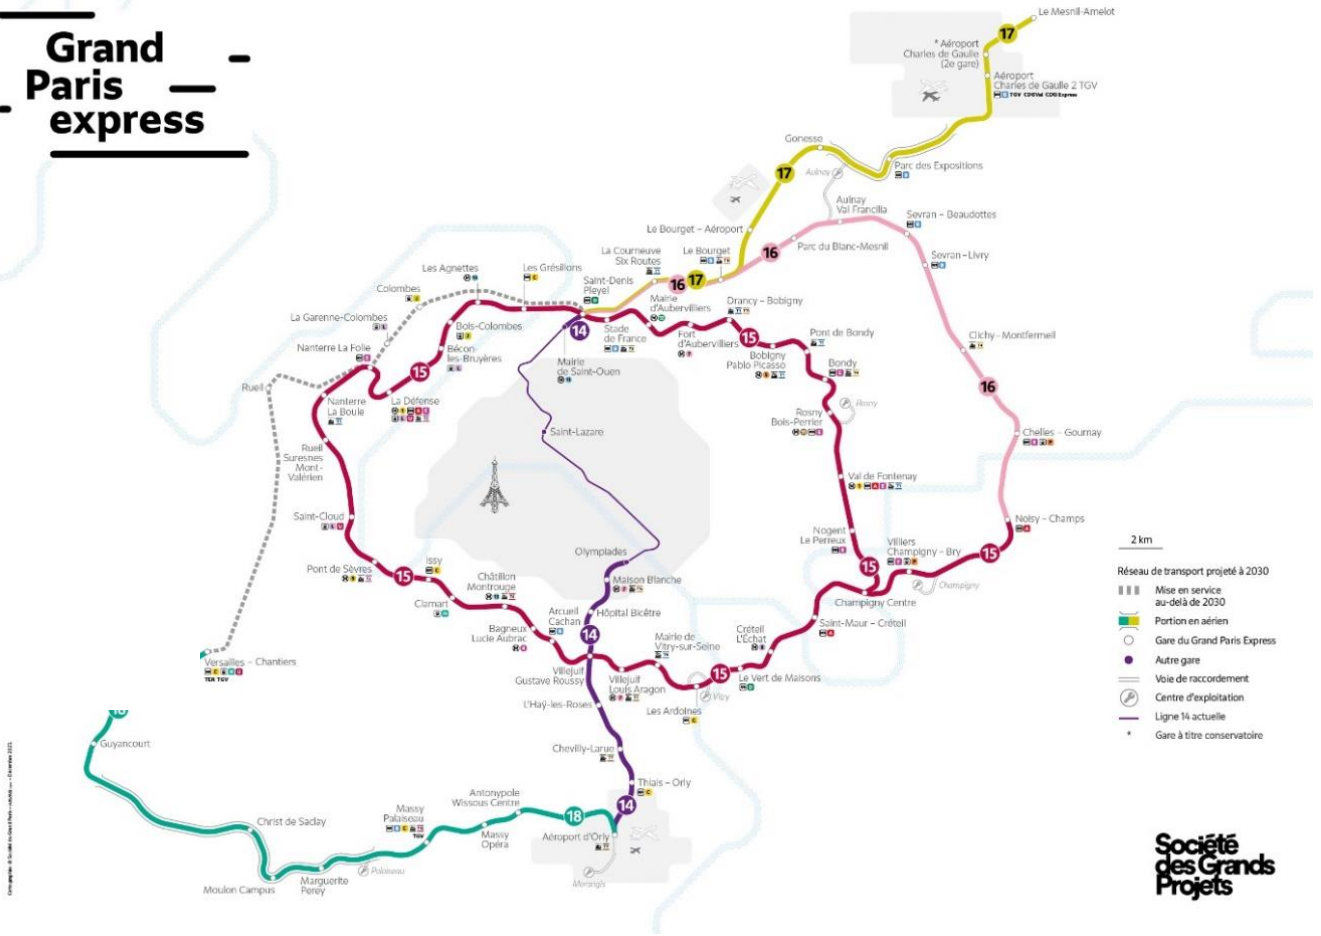 Grand
Paris
express
Le Mesnil-Amelot
17
* Aéroport
Charles de Gaulle
(2e gare)
Aéroport
Charles de Gaulle 2 TGV
TGV CDGVal CDG Express
Gonesse
17
Aulnay
Parc des Expositions
Aulnay
Val Francilia
Sevran – Beaudottes
Le Bourget – Aéroport
La Courneuve
Six Routes
Le Bourget
16
Parc du Blanc-Mesnil
Sevran – Livry
Les Agnettes
Les Grésillons
Saint-Denis
Pleyel
16
17
Colombes
Mairie
d'Aubervilliers
Drancy – Bobigny
La Garenne-Colombes
Bois-Colombes
14
Stade
de France
Fort
d'Aubervilliers
15
Pont de Bondy
Clichy – Montfermeil
Nanterre La Folie
Bécon-
les-Bruyères
Mairie
de Saint-Ouen
Bobigny
Pablo Picasso
Bondy
15
Rueil
16
Nanterre
La Boule
La Défense
Rosny
Rosny
Bois-Perrier
Saint-Lazare
Chelles – Gournay
Rueil
Suresnes
Mont-
Valérien
Val de Fontenay
Saint-Cloud
Noisy – Champs
Nogent
Le Perreux
Villiers
Champigny – Bry
15
Olympiades
Pont de Sèvres
15
Issy
15
Châtillon
Montrouge
Maison Blanche
Champigny
Clamart
Arcueil
Cachan
Hôpital Bicêtre
Champigny Centre
Bagneux
Lucie Aubrac
14
Mairie de
Vitry-sur-Seine
Créteil
L'Échat
Saint-Maur – Créteil
Versailles – Chantiers
TER TGV
Villejuif
Gustave Roussy
Villejuif
Louis Aragon
15
Le Vert de Maisons
Vitry
L'Haÿ-les-Roses
Les Ardoines
18
Guyancourt
Chevilly-Larue
Thiais – Orly
14
Antonypole
Wissous Centre
18
Massy
Palaiseau
TGV
Christ de Saclay
Massy
Opéra
Aéroport d'Orly
Palaiseau
Moulon Campus
Marguerite
Perey
Morangis
2 km
Réseau de transport projeté à 2030
Mise en service
au-delà de 2030
Portion en aérien
Gare du Grand Paris Express
Autre gare
Voie de raccordement
Centre d'exploitation
Ligne 14 actuelle
* Gare à titre conservatoire
Société
des Grands
Projets